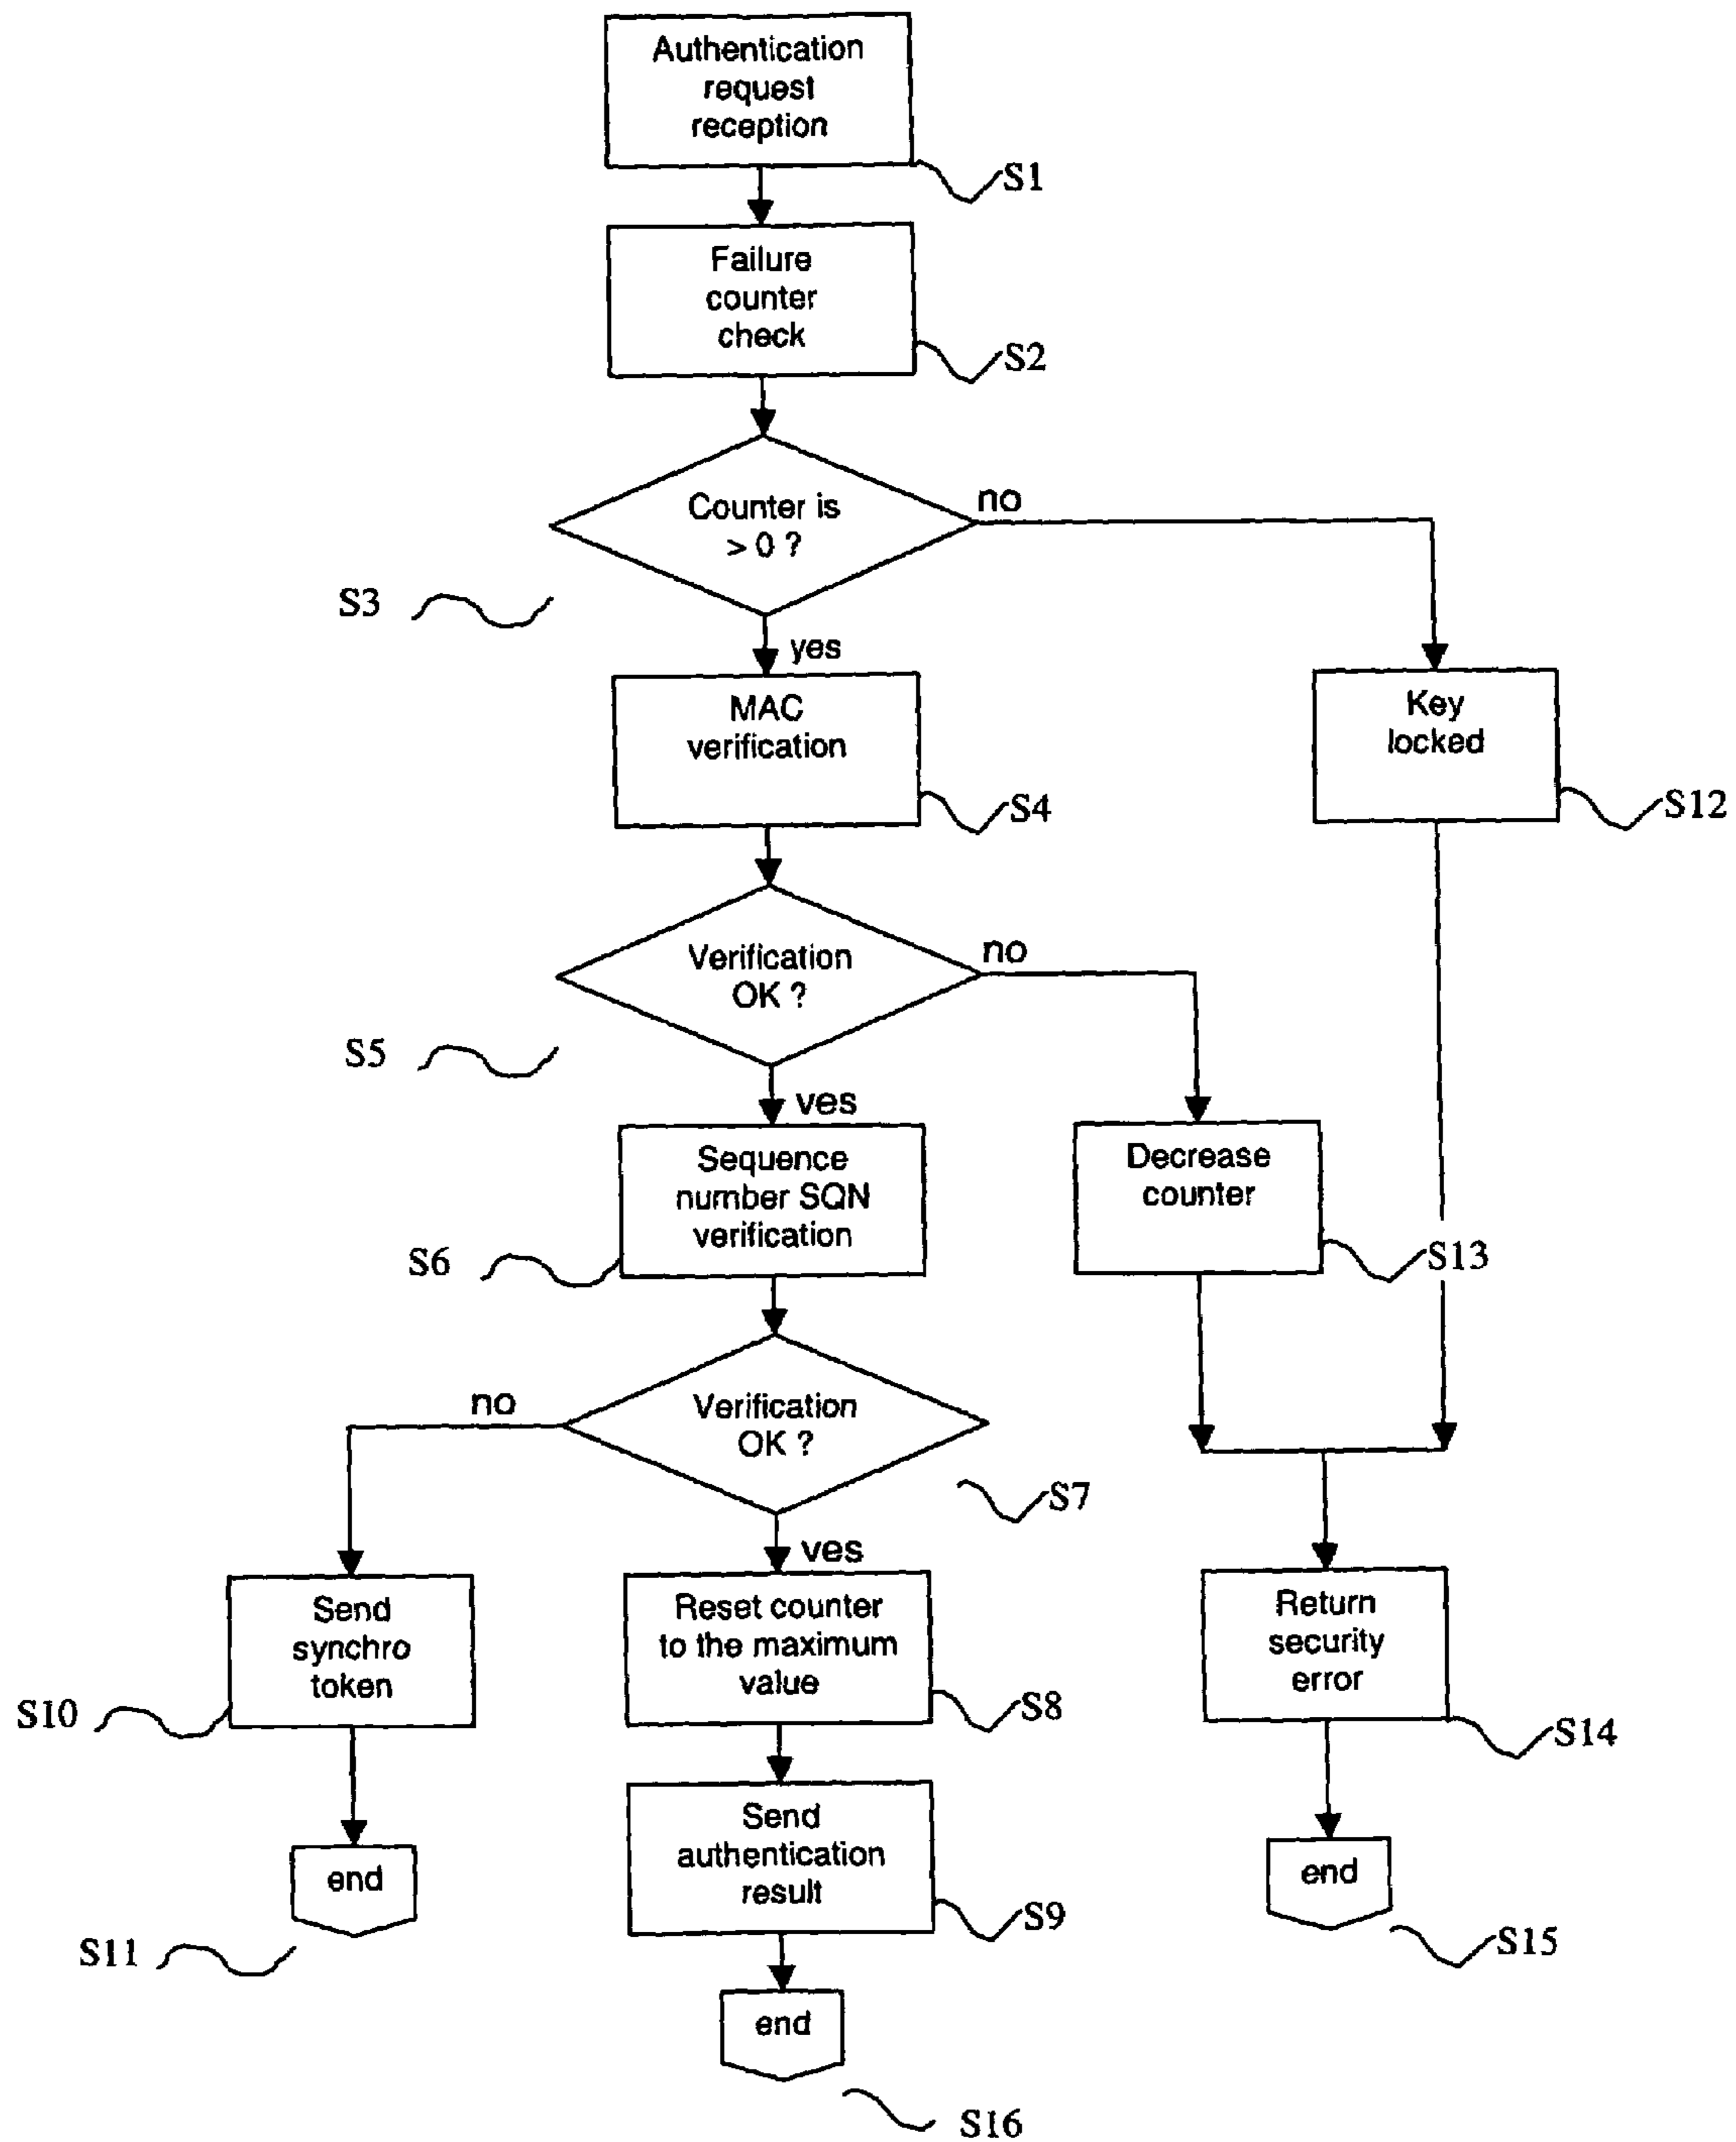 Authentication
request
reception
S1
Failure
counter
check
S2
Counter is
> 0 ?
no
S3
yes
MAC
verification
S4
Key
locked
S12
Verification
OK ?
no
S5
ves
Sequence
number SQN
verification
S6
Decrease
counter
S13
no
Verification
OK ?
S7
ves
Send
synchro
token
S10
Reset counter
to the maximum
value
S8
Return
security
error
S14
Send
authentication
result
S9
end
S11
end
S15
end
S16